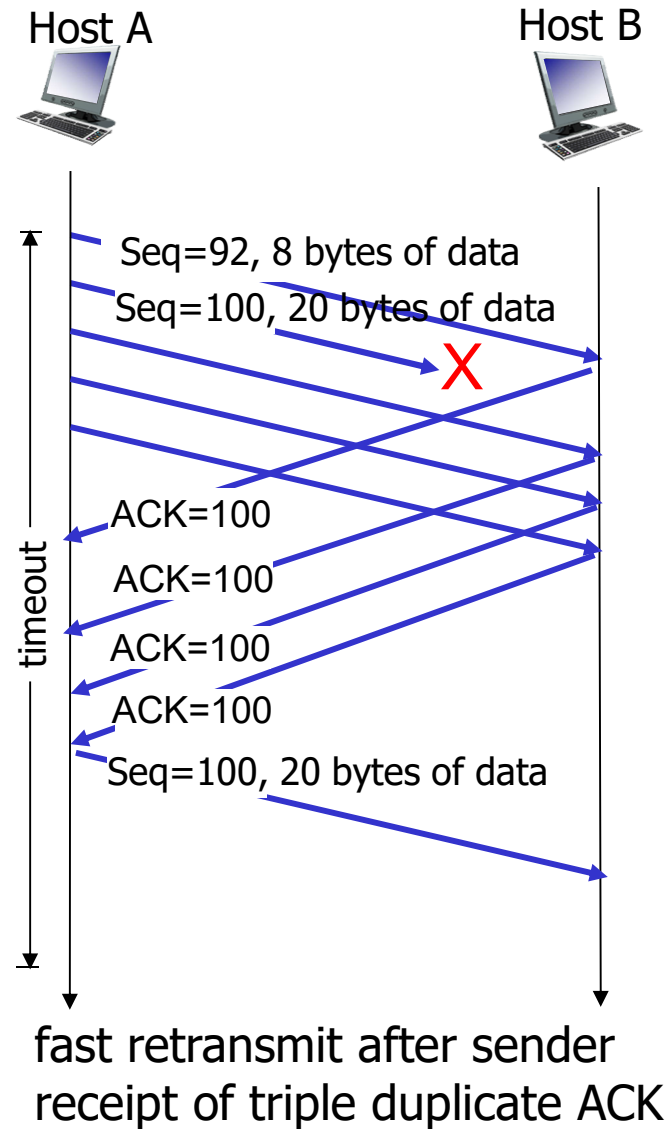 Host A
Host B
Seq=92, 8 bytes of data
Seq=100, 20 bytes of data
X
ACK=100
timeout
ACK=100
ACK=100
ACK=100
Seq=100, 20 bytes of data
fast retransmit after sender
receipt of triple duplicate ACK